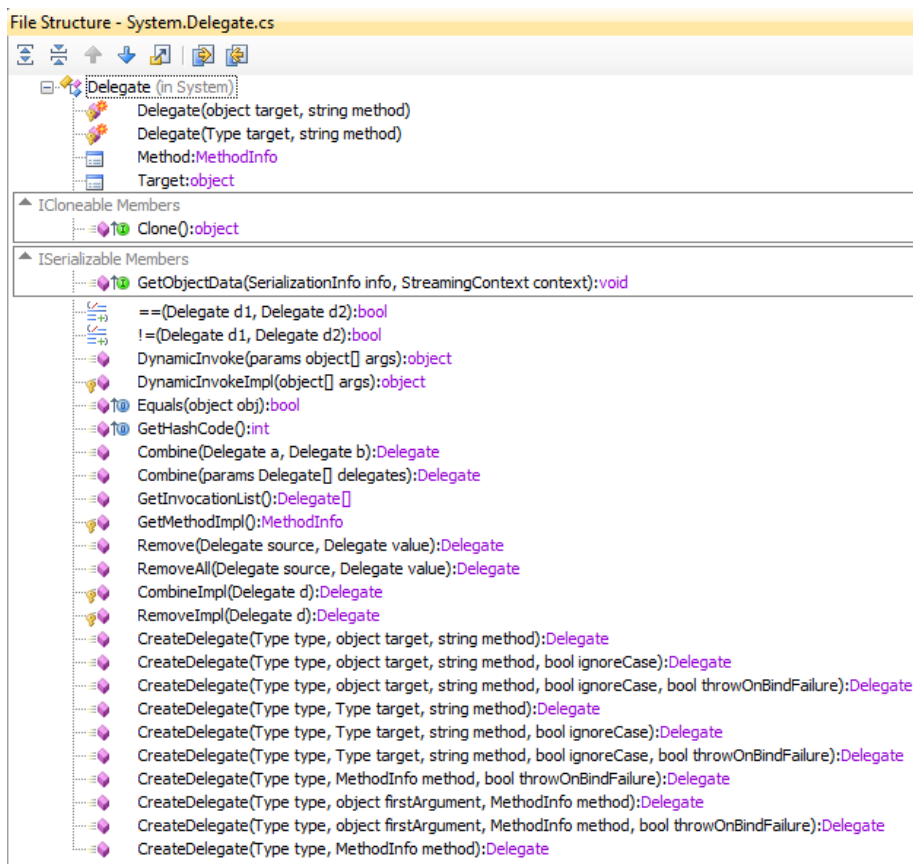 File Structure - System.Delegate.cs
Delegate (in System)
Delegate(object target, string method)
Delegate(Type target, string method)
Method:MethodInfo
Target:object
ICloneable Members
Clone():object
ISerializable Members
GetObjectData(SerializationInfo info, StreamingContext context):void
==(Delegate d1, Delegate d2):bool
!=(Delegate d1, Delegate d2):bool
DynamicInvoke(params object[] args):object
DynamicInvokeImpl(object[] args):object
Equals(object obj):bool
GetHashCode():int
Combine(Delegate a, Delegate b):Delegate
Combine(params Delegate[] delegates):Delegate
GetInvocationList():Delegate[]
GetMethodImpl():MethodInfo
Remove(Delegate source, Delegate value):Delegate
RemoveAll(Delegate source, Delegate value):Delegate
CombineImpl(Delegate d):Delegate
RemoveImpl(Delegate d):Delegate
CreateDelegate(Type type, object target, string method):Delegate
CreateDelegate(Type type, object target, string method, bool ignoreCase):Delegate
CreateDelegate(Type type, object target, string method, bool ignoreCase, bool throwOnBindFailure):Delegate
CreateDelegate(Type type, Type target, string method):Delegate
CreateDelegate(Type type, Type target, string method, bool ignoreCase):Delegate
CreateDelegate(Type type, Type target, string method, bool ignoreCase, bool throwOnBindFailure):Delegate
CreateDelegate(Type type, MethodInfo method, bool throwOnBindFailure):Delegate
CreateDelegate(Type type, object firstArgument, MethodInfo method):Delegate
CreateDelegate(Type type, object firstArgument, MethodInfo method, bool throwOnBindFailure):Delegate
CreateDelegate(Type type, MethodInfo method):Delegate